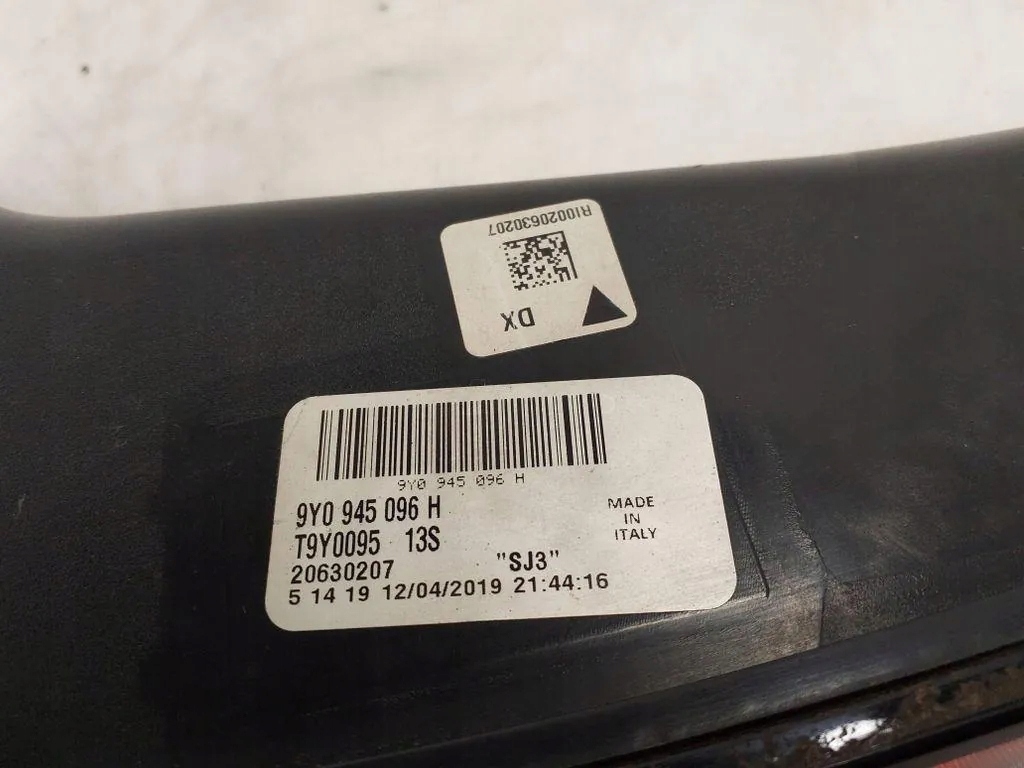 R10020630207
DX
9Y0 945 096 H
9Y0 945 096 H
T9Y0095 13S
20630207 "SJ3"
5 14 19 12/04/2019 21:44:16
MADE
IN
ITALY